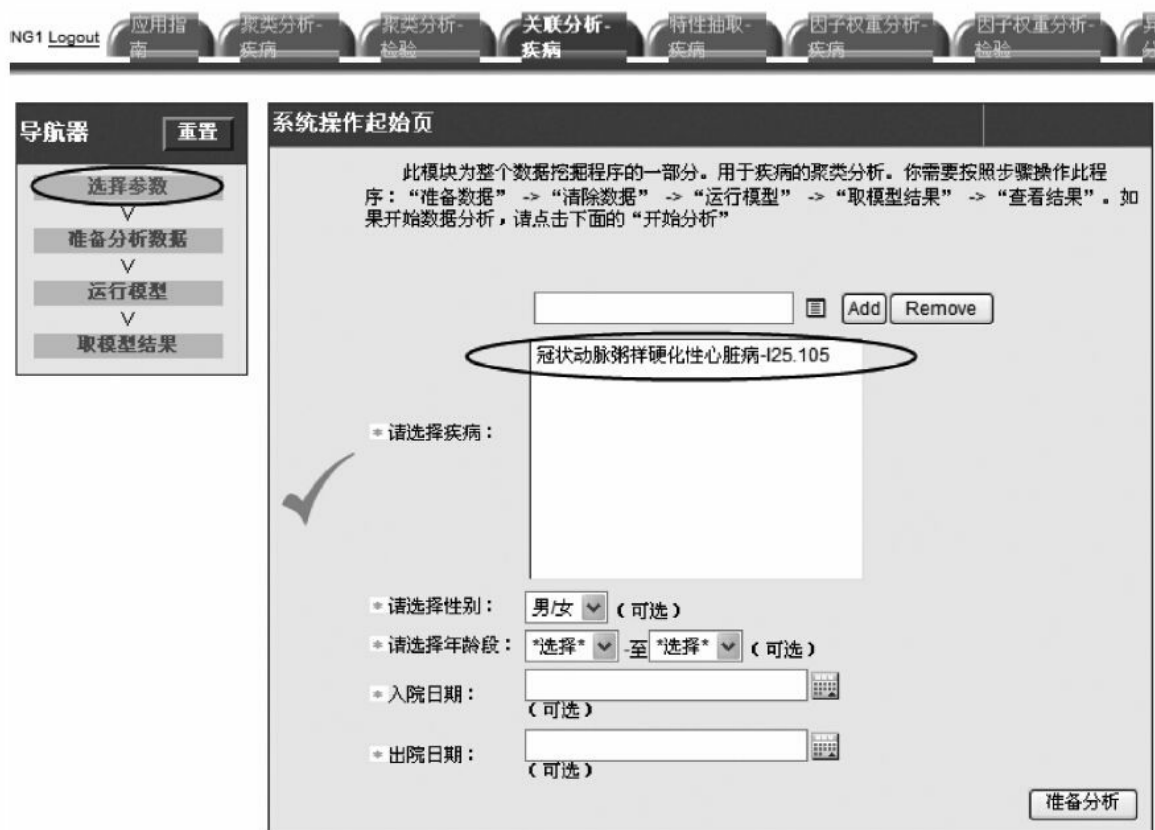 NG1 Logout
应用指南
聚类分析-疾病
聚类分析-检验
关联分析-疾病
特性抽取-疾病
因子权重分析-疾病
因子权重分析-检验
导航器
重置
选择参数
准备分析数据
运行模型
取模型结果
系统操作起始页
此模块为整个数据挖掘程序的一部分。用于疾病的聚类分析。你需要按照步骤操作此程
序：“准备数据” -> “清除数据” -> “运行模型” -> “取模型结果” -> “查看结果”。如
果开始数据分析，请点击下面的“开始分析”
Add Remove
冠状动脉粥样硬化性心脏病-I25.105
* 请选择疾病：
* 请选择性别： 男/女 （可选）
* 请选择年龄段： *选择* -至 *选择* （可选）
* 入院日期：
（可选）
* 出院日期：
（可选）
准备分析